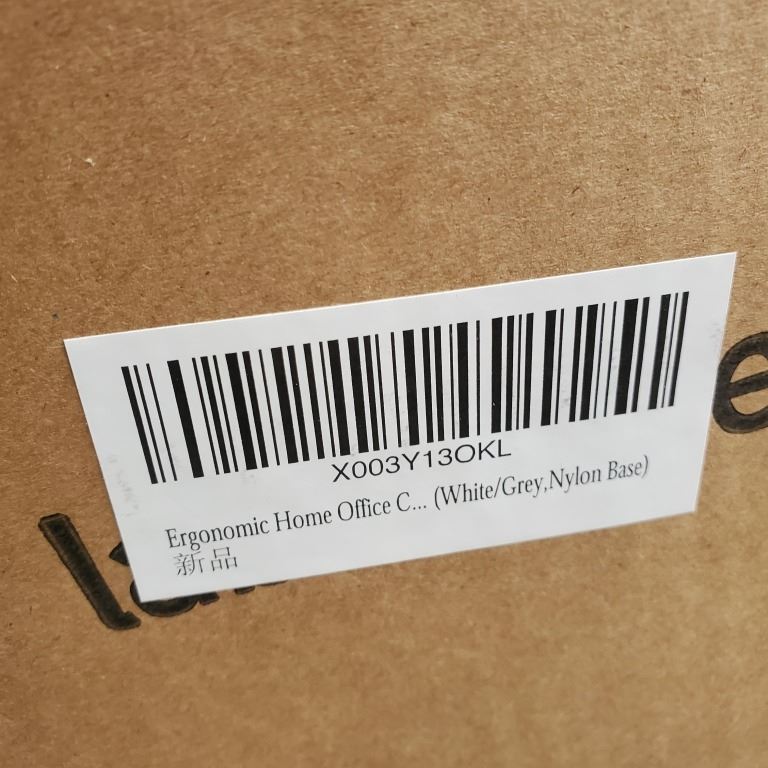 X003Y13OKL
Ergonomic Home Office C... (White/Grey,Nylon Base)
新品